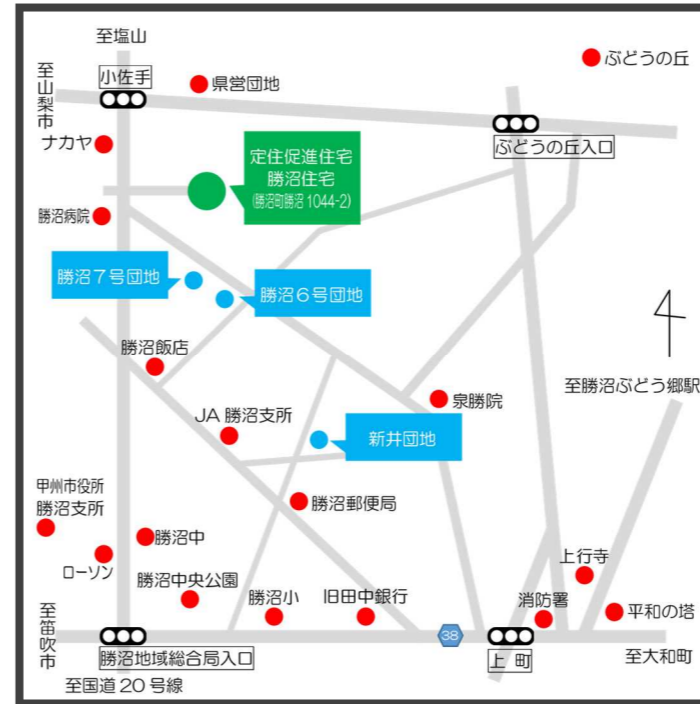 至塩山
ぶどうの丘
至山梨市
小佐手
県営団地
ナカヤ
ぶどうの丘入口
定住促進住宅
勝沼住宅
(勝沼町勝沼1044-2)
勝沼病院
勝沼7号団地
勝沼6号団地
勝沼飯店
至勝沼ぶどう郷駅
泉勝院
JA 勝沼支所
新井団地
甲州市役所
勝沼支所
勝沼郵便局
勝沼中
ローソン
上行寺
勝沼中央公園
勝沼小
旧田中銀行
消防署
平和の塔
至笛吹市
38
勝沼地域総合局入口
上 町
至大和町
至国道20号線